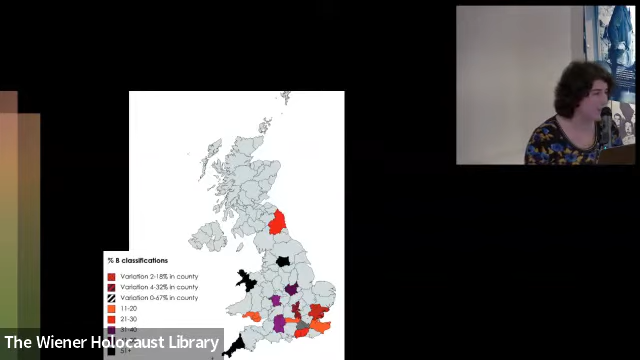 % B classifications
Variation 2-18% in county
Variation 4-32% in county
Variation 0-67% in county
11-20
21-30
31-40
51+
The Wiener Holocaust Library